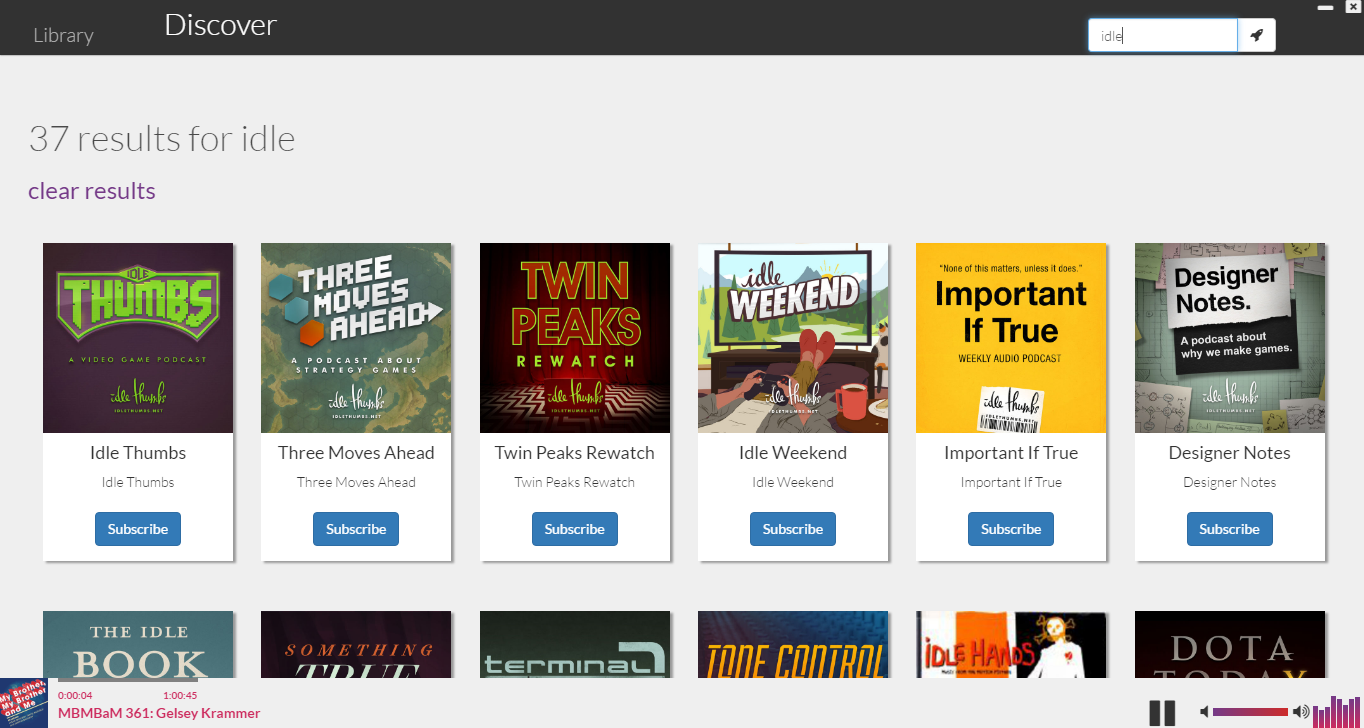 Library
Discover
idle
37 results for idle
clear results
IDLE
THUMBS
A VIDEO GAME PODCAST
idle thumbs
IDLETHUMBS.NET
Idle Thumbs
Idle Thumbs
Subscribe
THREE
MOVES
AHEAD
A PODCAST ABOUT
STRATEGY GAMES
idle thumbs
IDLETHUMBS.NET
Three Moves Ahead
Three Moves Ahead
Subscribe
TWIN
PEAKS
REWATCH
idle thumbs
IDLETHUMBS.NET
Twin Peaks Rewatch
Twin Peaks Rewatch
Subscribe
idle
WEEKEND
idle thumbs
IDLETHUMBS.NET
Idle Weekend
Idle Weekend
Subscribe
"None of this matters, unless it does."
Important
If True
WEEKLY AUDIO PODCAST
idle thumbs
IDLETHUMBS.NET
Important If True
Important If True
Subscribe
Designer
Notes.
A podcast about
why we make games.
idle thumbs
IDLETHUMBS.NET
Designer Notes
Designer Notes
Subscribe
THE IDLE
BOOK
SOMETHING
TRUE
terminal7
TONE CONTROL
IDLE HANDS
DOTA
TODAY
My Brother,
My Brother
and Me
0:00:04
1:00:45
MBMBaM 361: Gelsey Krammer